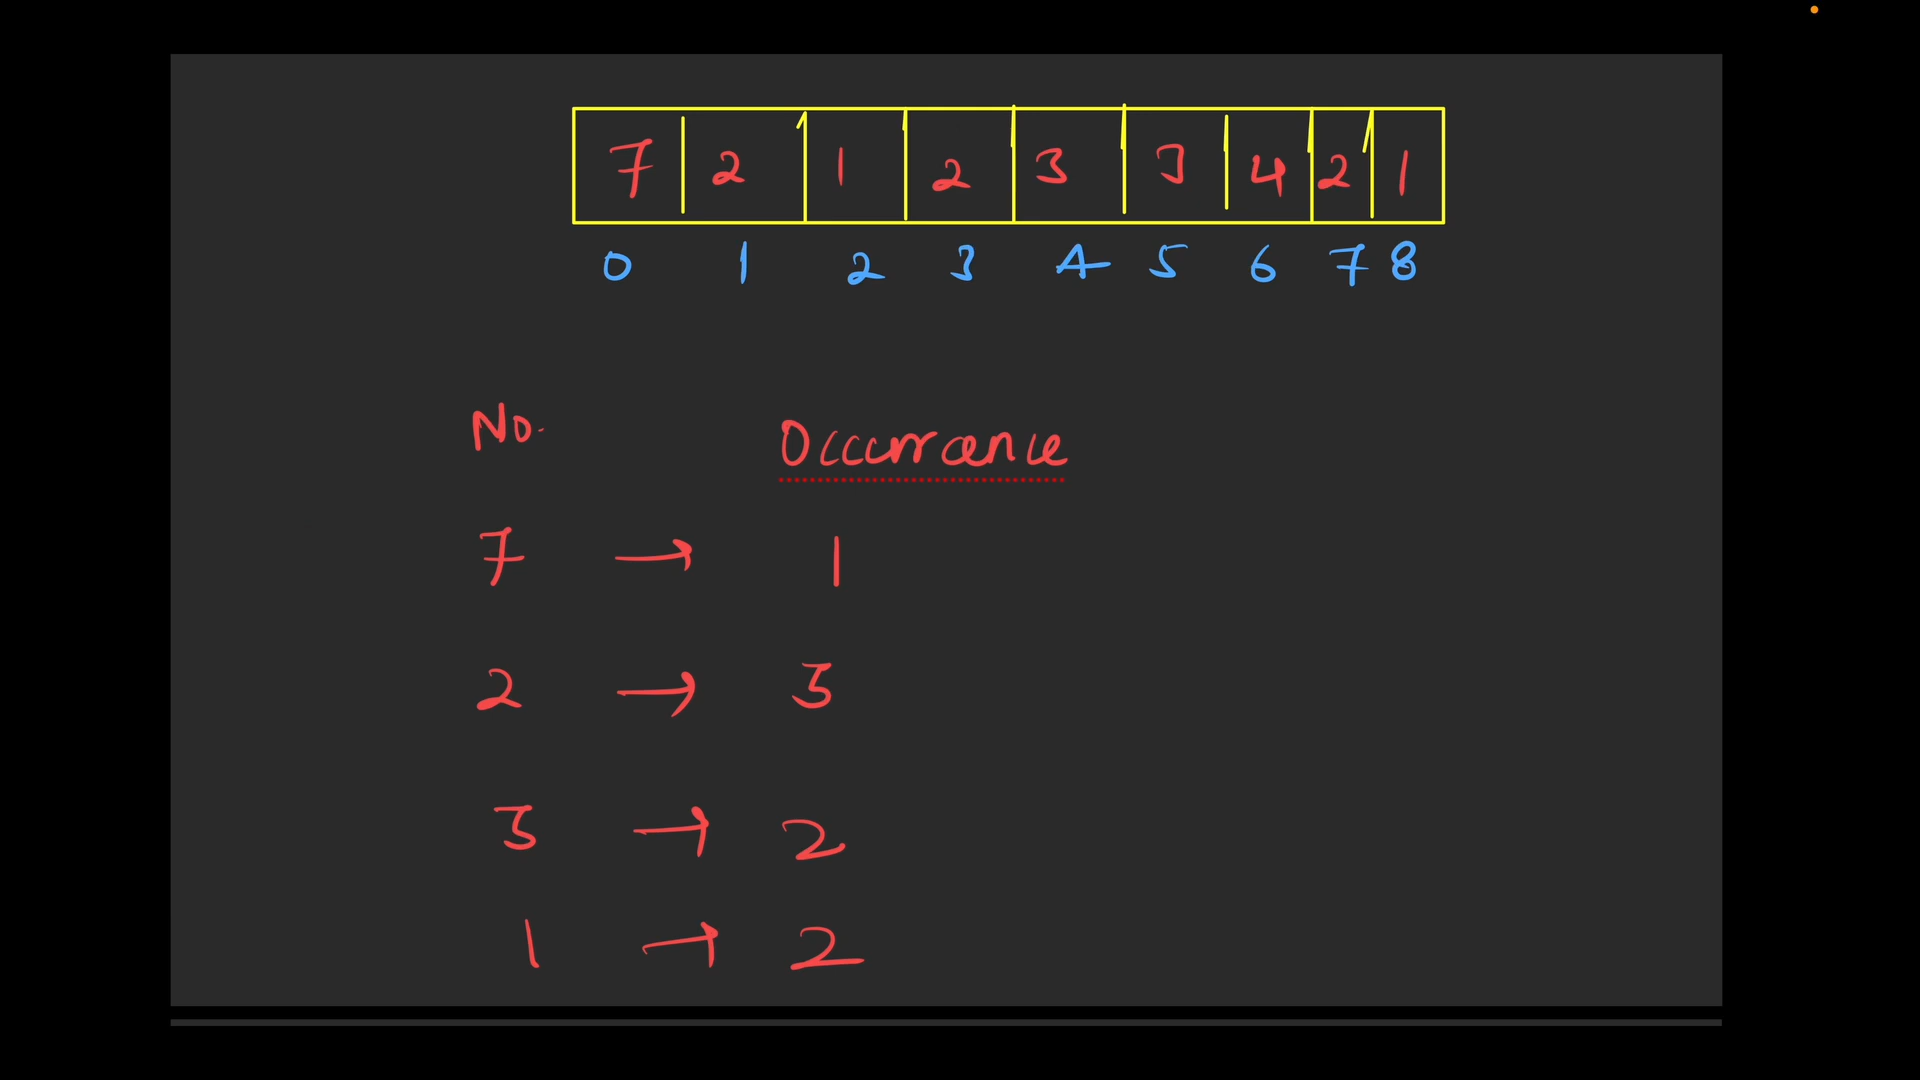 7 2 1 2 3 3 4 2 1
0 1 2 3 4 5 6 7 8
No. Occurrance
7 → 1
2 → 3
3 → 2
1 → 2